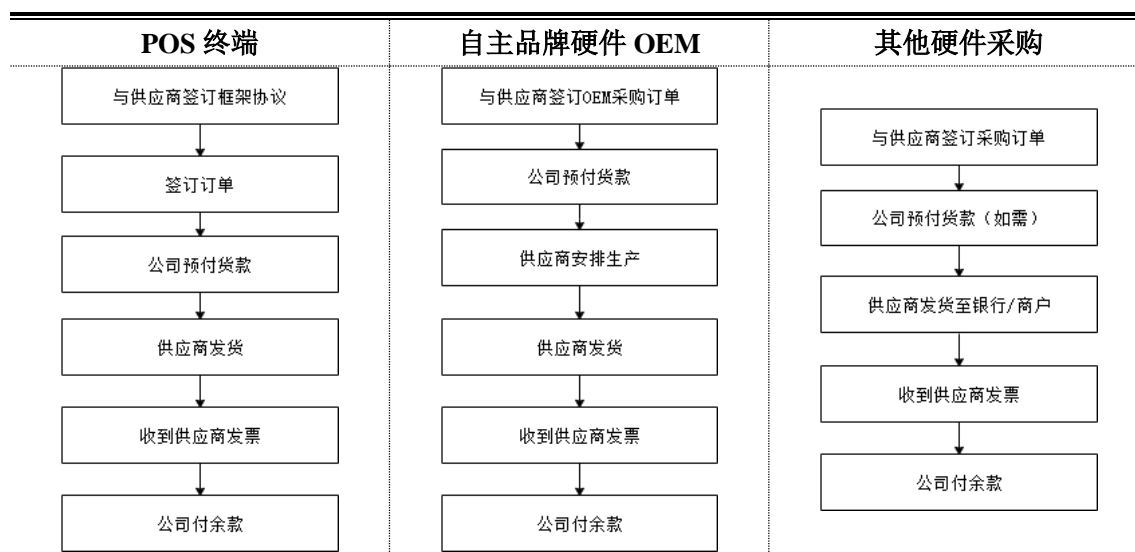 POS 终端
与供应商签订框架协议
签订订单
公司预付货款
供应商发货
收到供应商发票
公司付余款
自主品牌硬件 OEM
与供应商签订OEM采购订单
公司预付货款
供应商安排生产
供应商发货
收到供应商发票
公司付余款
其他硬件采购
与供应商签订采购订单
公司预付货款（如需）
供应商发货至银行/商户
收到供应商发票
公司付余款